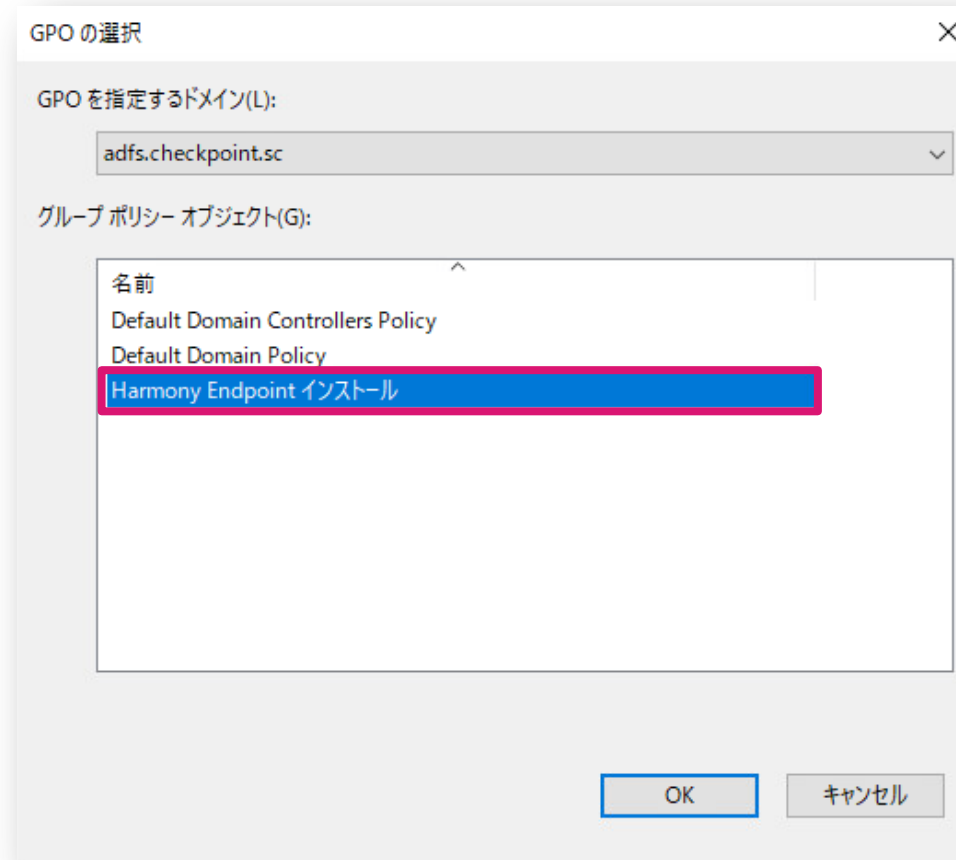 GPO の選択
GPO を指定するドメイン(L):
adfs.checkpoint.sc
グループ ポリシー オブジェクト(G):
名前
Default Domain Controllers Policy
Default Domain Policy
Harmony Endpoint インストール
OK
キャンセル